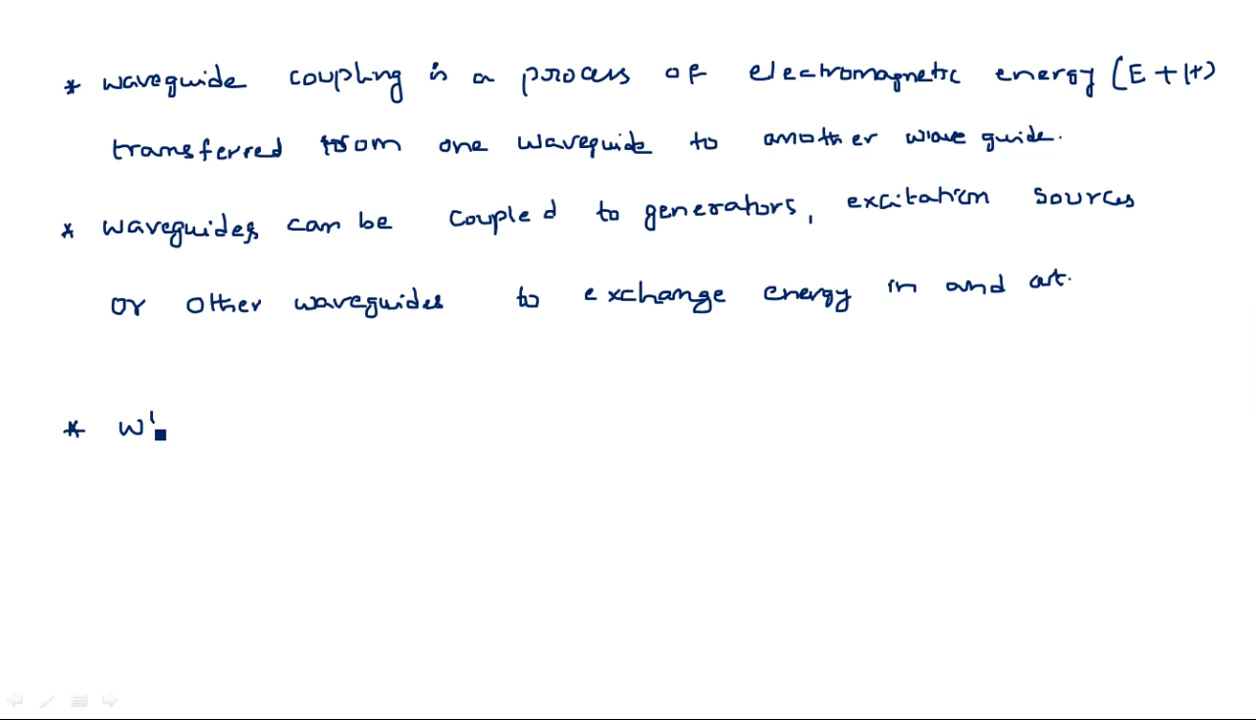 * waveguide coupling is a process of electromagnetic energy (E + H)
transferred from one waveguide to another wave guide.
* waveguides can be coupled to generators, excitation sources
or other waveguides to exchange energy in and out.
* w